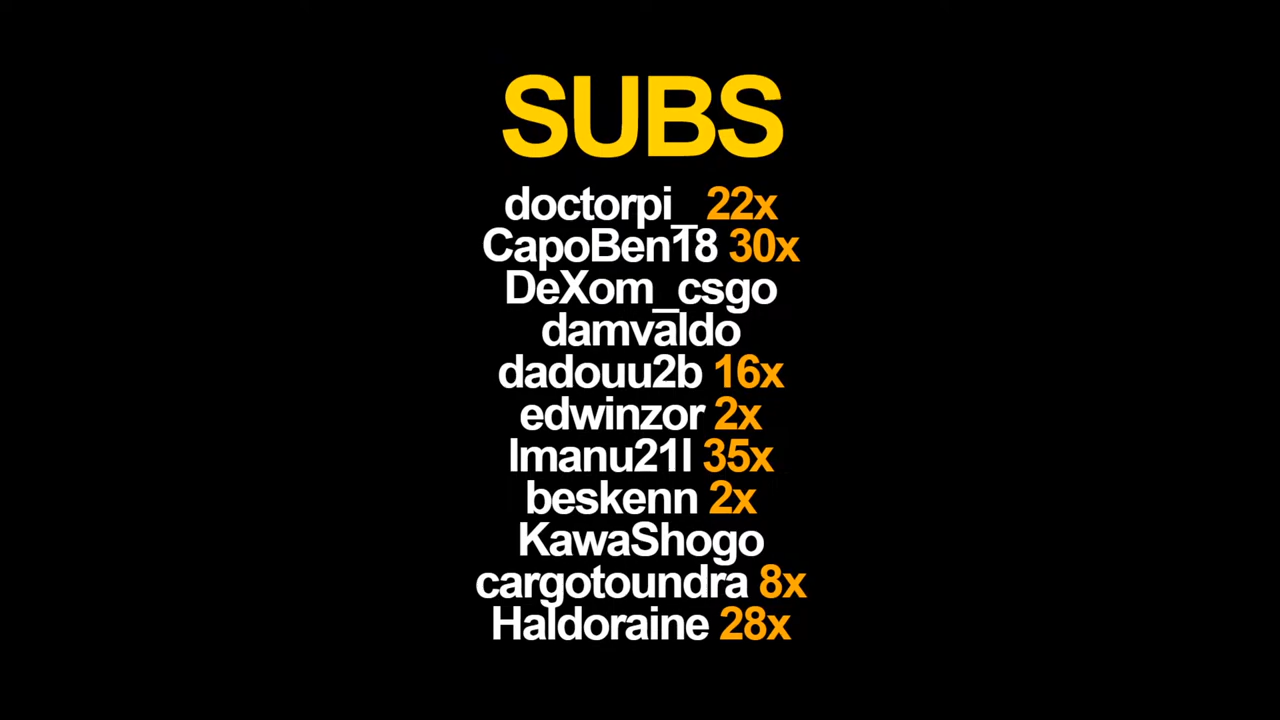 SUBS
doctorpi_ 22x
CapoBen18 30x
DeXom_csgo
damvaldo
dadouu2b 16x
edwinzor 2x
lmanu21l 35x
beskenn 2x
KawaShogo
cargotoundra 8x
Haldoraine 28x